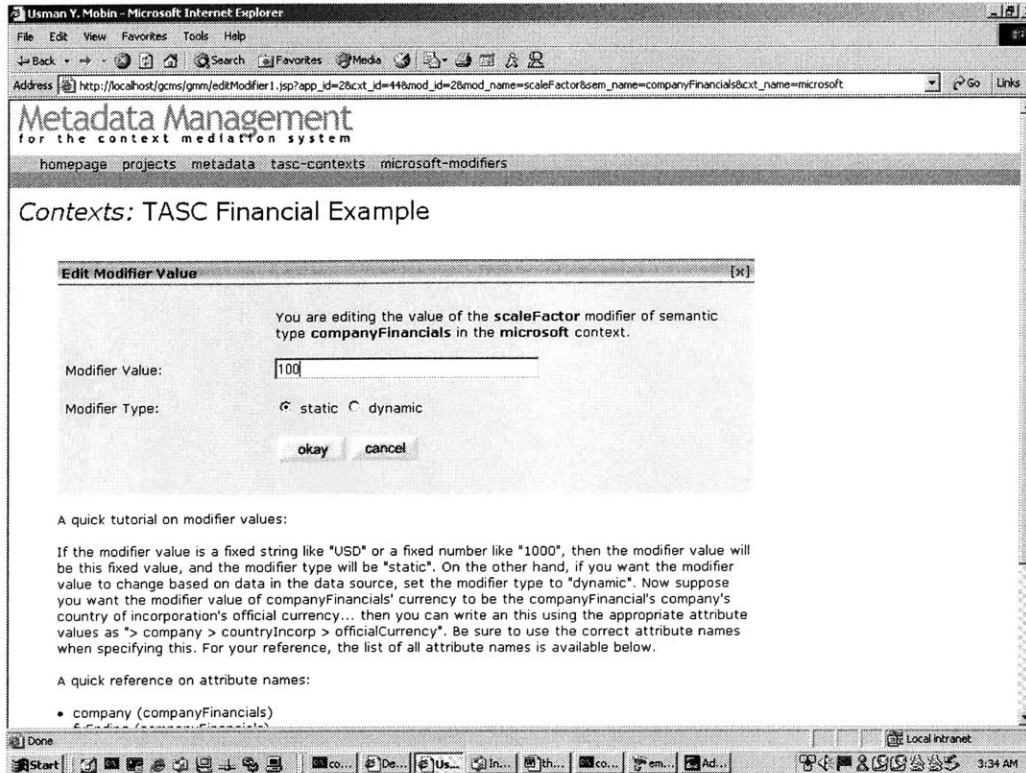 Usman Y. Mobin - Microsoft Internet Explorer
File Edit View Favorites Tools Help
Back Search Favorites Media
Address http://localhost/gcms/gmm/editModifier1.jsp?app_id=2&cxt_id=44&mod_id=2&mod_name=scaleFactor&sem_name=companyFinancials&cxt_name=microsoft Go Links
Metadata Management
for the context mediation system
homepage projects metadata tasc-contexts microsoft-modifiers
Contexts: TASC Financial Example
Edit Modifier Value [x]
You are editing the value of the scaleFactor modifier of semantic
type companyFinancials in the microsoft context.
Modifier Value: 100
Modifier Type: static dynamic
okay cancel
A quick tutorial on modifier values:
If the modifier value is a fixed string like "USD" or a fixed number like "1000", then the modifier value will
be this fixed value, and the modifier type will be "static". On the other hand, if you want the modifier
value to change based on data in the data source, set the modifier type to "dynamic". Now suppose
you want the modifier value of companyFinancials' currency to be the companyFinancial's company's
country of incorporation's official currency... then you can write an this using the appropriate attribute
values as "> company > countryIncorp > officialCurrency". Be sure to use the correct attribute names
when specifying this. For your reference, the list of all attribute names is available below.
A quick reference on attribute names:
• company (companyFinancials)
Done Local intranet
Start co... De... Us... In... th... co... em... Ad... 3:34 AM